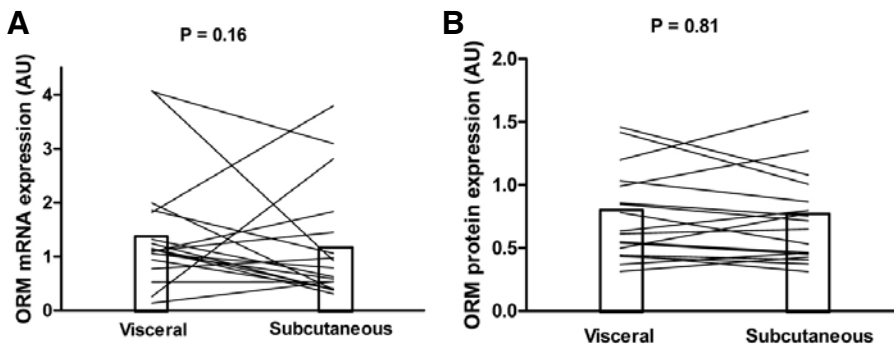 A
P = 0.16
ORM mRNA expression (AU)
4
3
2
1
0
Visceral
Subcutaneous
B
P = 0.81
ORM protein expression (AU)
2.0
1.5
1.0
0.5
0.0
Visceral
Subcutaneous